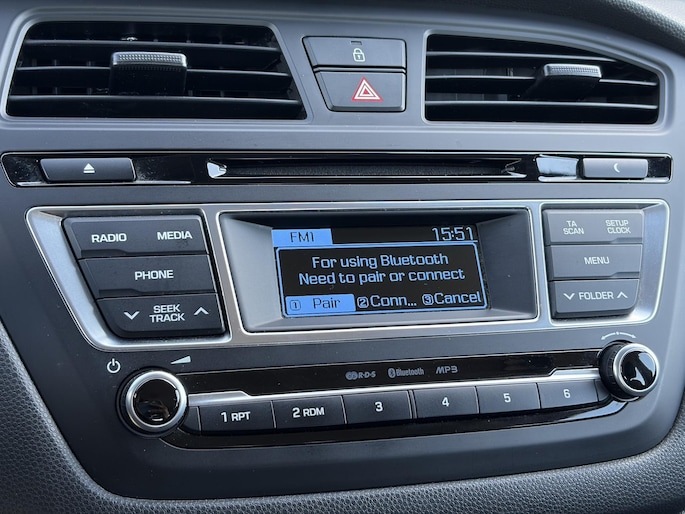 FM1 15:51
For using Bluetooth
Need to pair or connect
1 Pair 2 Conn... 3 Cancel
RADIO MEDIA
PHONE
SEEK
TRACK
TA
SCAN
SETUP
CLOCK
MENU
FOLDER
R·D·S Bluetooth MP3
1 RPT 2 RDM 3 4 5 6